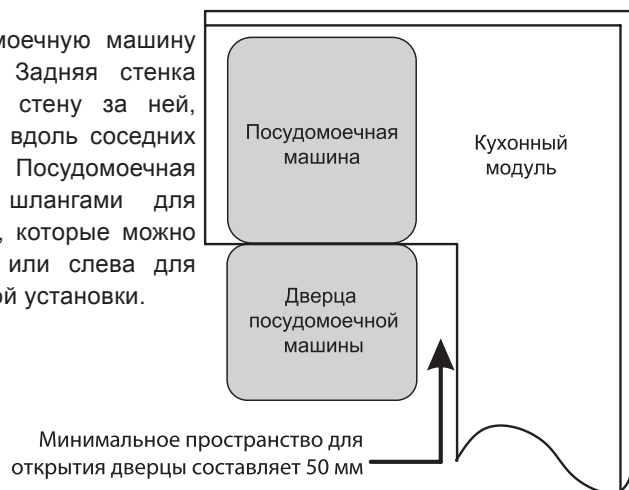 моечную машину
Задняя стенка
стену за ней,
вдоль соседних
Посудомоечная
шлангами для
, которые можно
или слева для
ой установки.
Посудомоечная
машина
Кухонный
модуль
Дверца
посудомоечной
машины
Минимальное пространство для
открытия дверцы составляет 50 мм